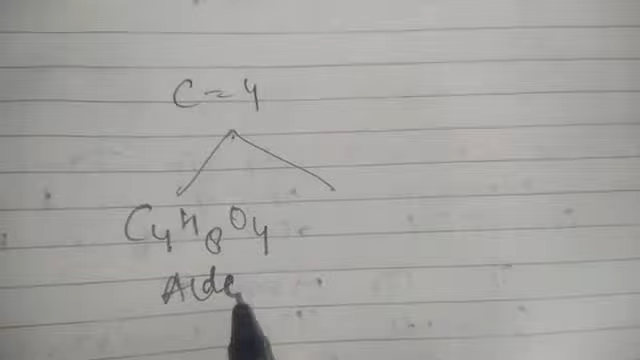 C = 4
C₄H₈O₄
Alde